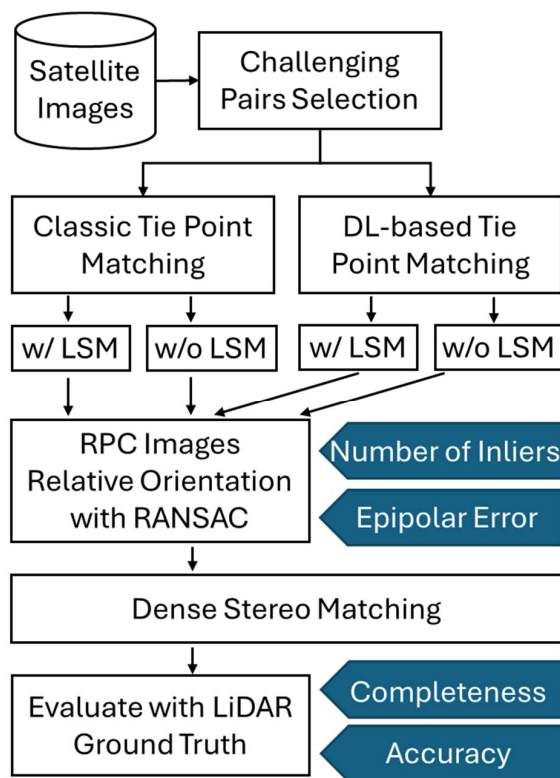 Satellite
Images
Challenging
Pairs Selection
Classic Tie Point
Matching
DL-based Tie
Point Matching
w/ LSM
w/o LSM
w/ LSM
w/o LSM
RPC Images
Relative Orientation
with RANSAC
Number of Inliers
Epipolar Error
Dense Stereo Matching
Evaluate with LiDAR
Ground Truth
Completeness
Accuracy